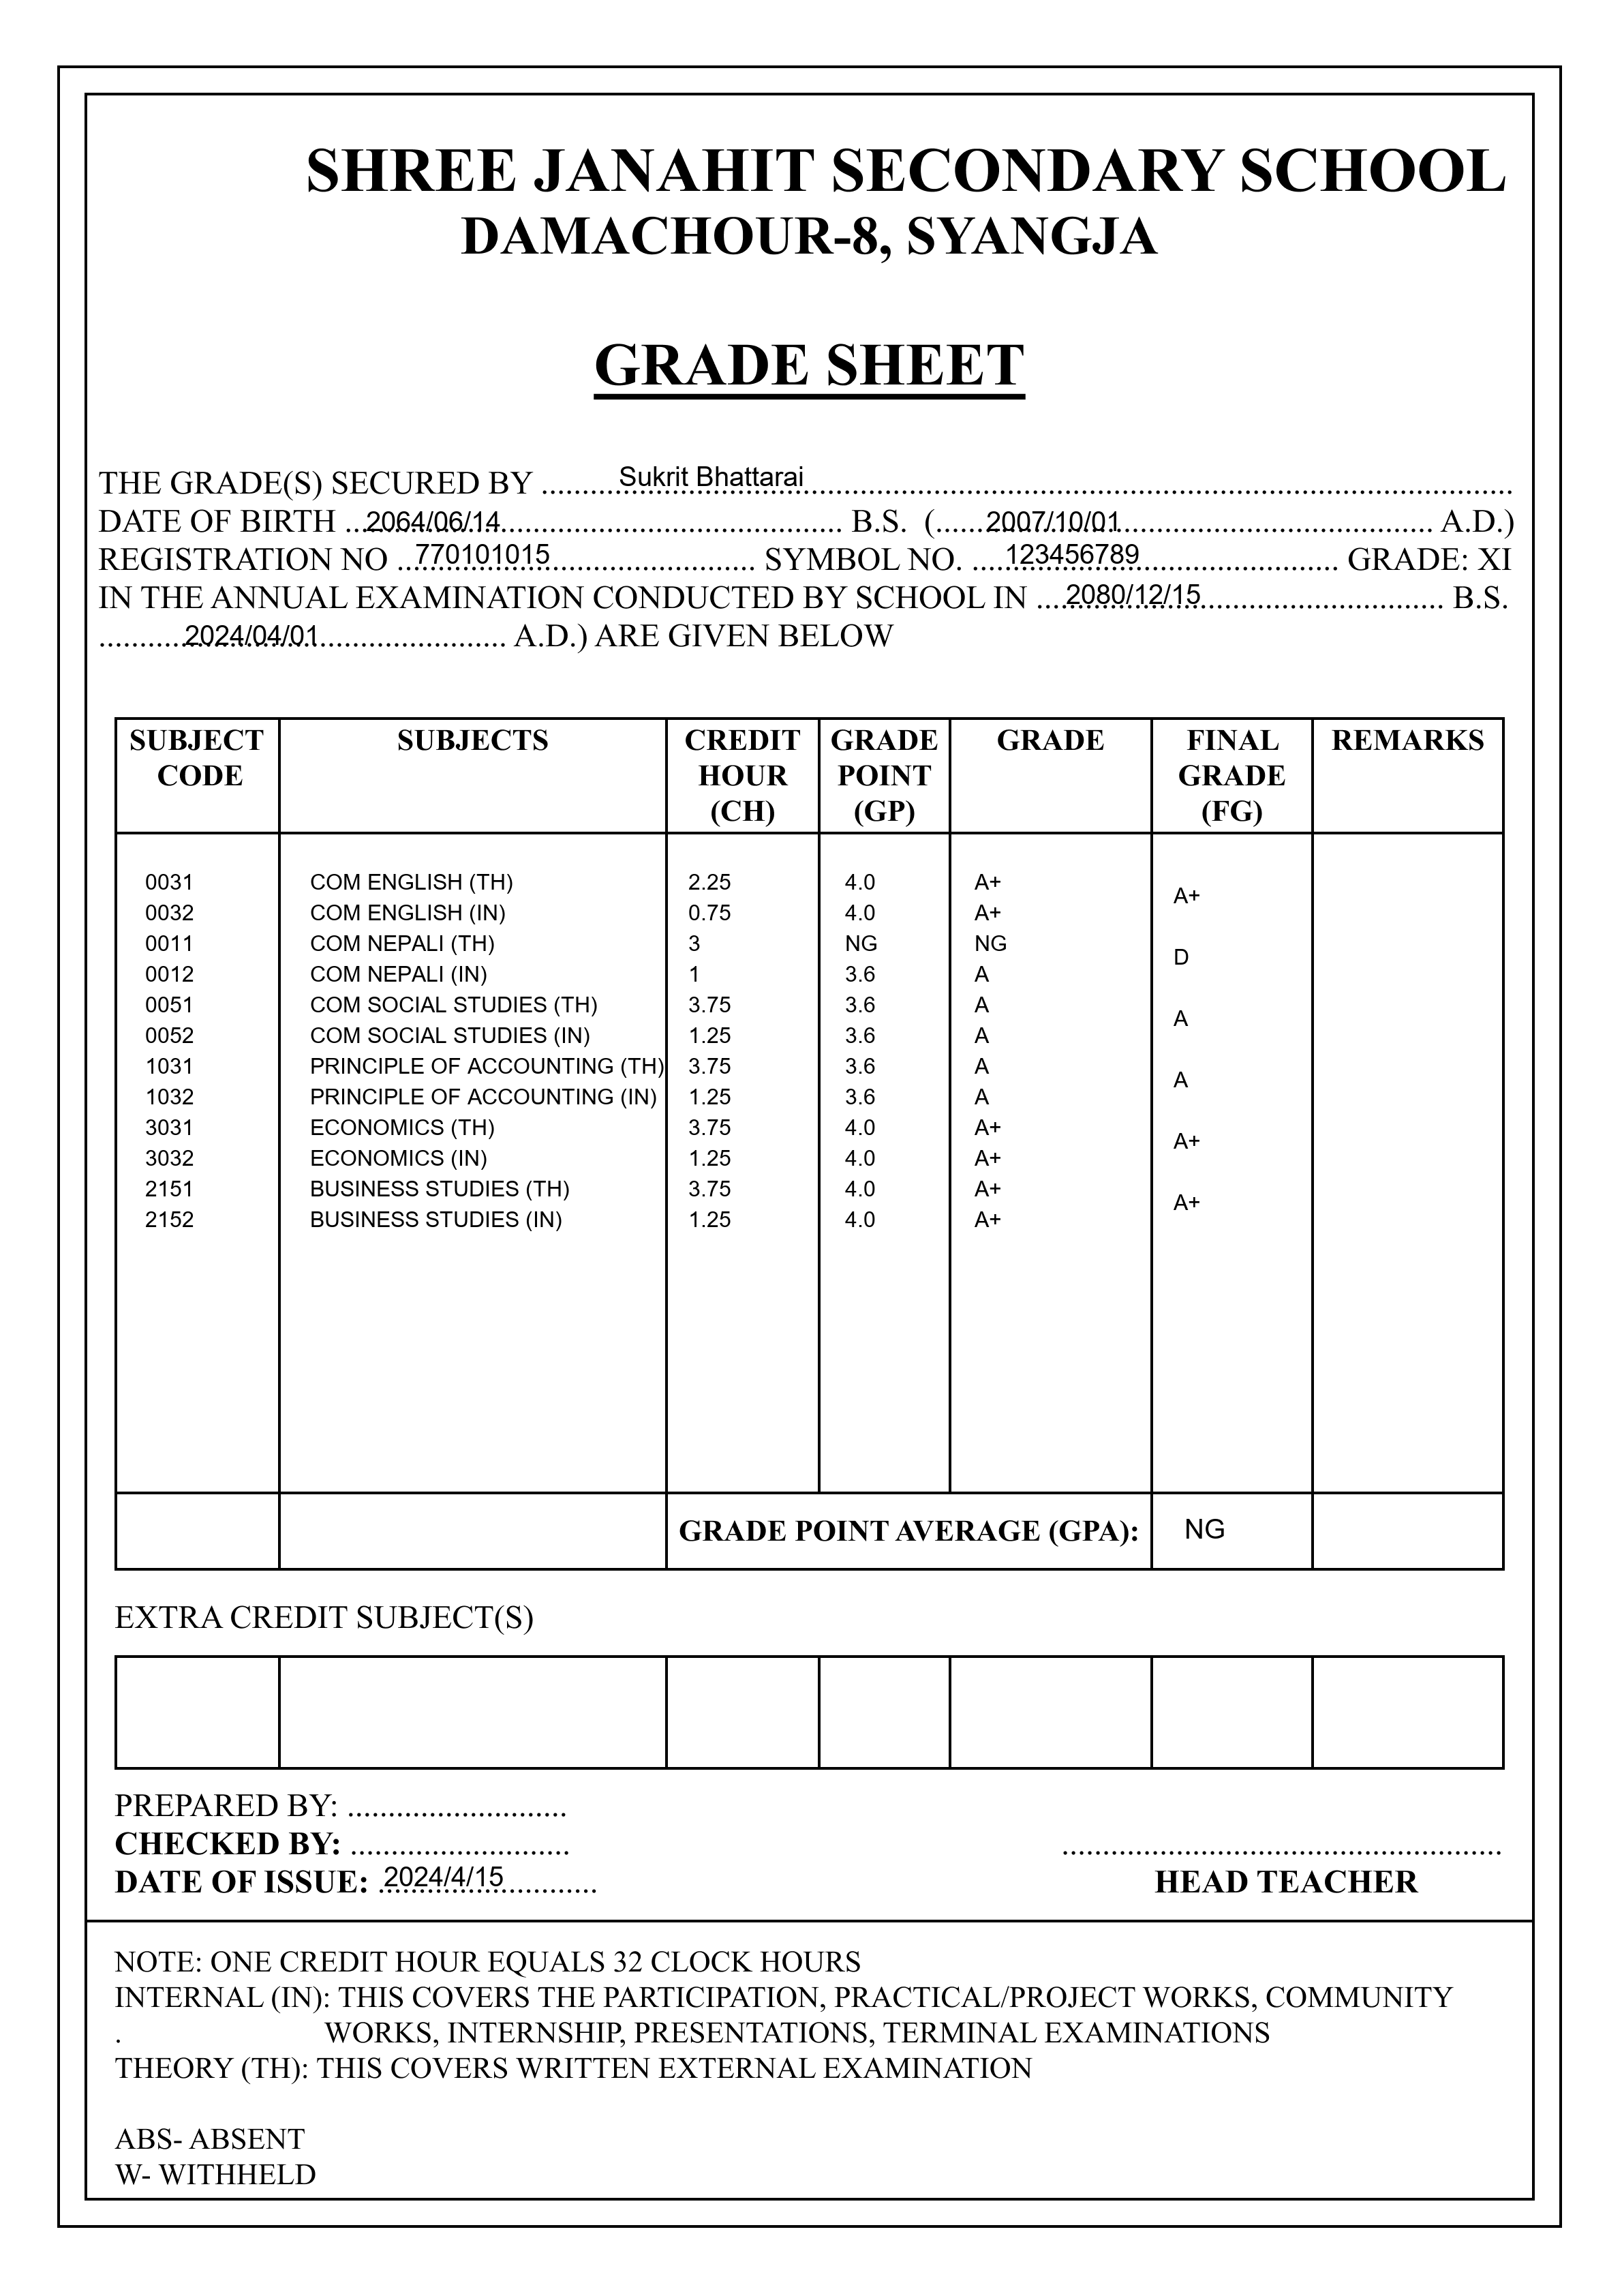 SHREE JANAHIT SECONDARY SCHOOL
DAMACHOUR-8, SYANGJA
GRADE SHEET
THE GRADE(S) SECURED BY ........Sukrit Bhattarai........
DATE OF BIRTH ...2064/06/14........ B.S. (......2007/10/01........ A.D.)
REGISTRATION NO ...770101015........ SYMBOL NO. ....123456789........ GRADE: XI
IN THE ANNUAL EXAMINATION CONDUCTED BY SCHOOL IN ....2080/12/15........ B.S.
..........2024/04/01........ A.D.) ARE GIVEN BELOW
SUBJECT CODE SUBJECTS CREDIT HOUR (CH) GRADE POINT (GP) GRADE FINAL GRADE (FG) REMARKS
0031 COM ENGLISH (TH) 2.25 4.0 A+
A+
0032 COM ENGLISH (IN) 0.75 4.0 A+
0011 COM NEPALI (TH) 3 NG NG
D
0012 COM NEPALI (IN) 1 3.6 A
0051 COM SOCIAL STUDIES (TH) 3.75 3.6 A
A
0052 COM SOCIAL STUDIES (IN) 1.25 3.6 A
1031 PRINCIPLE OF ACCOUNTING (TH) 3.75 3.6 A
A
1032 PRINCIPLE OF ACCOUNTING (IN) 1.25 3.6 A
3031 ECONOMICS (TH) 3.75 4.0 A+
A+
3032 ECONOMICS (IN) 1.25 4.0 A+
2151 BUSINESS STUDIES (TH) 3.75 4.0 A+
A+
2152 BUSINESS STUDIES (IN) 1.25 4.0 A+
GRADE POINT AVERAGE (GPA): NG
EXTRA CREDIT SUBJECT(S)
PREPARED BY: ...........................
CHECKED BY: ...........................
DATE OF ISSUE: 2024/4/15...........
HEAD TEACHER
NOTE: ONE CREDIT HOUR EQUALS 32 CLOCK HOURS
INTERNAL (IN): THIS COVERS THE PARTICIPATION, PRACTICAL/PROJECT WORKS, COMMUNITY
. WORKS, INTERNSHIP, PRESENTATIONS, TERMINAL EXAMINATIONS
THEORY (TH): THIS COVERS WRITTEN EXTERNAL EXAMINATION
ABS- ABSENT
W- WITHHELD